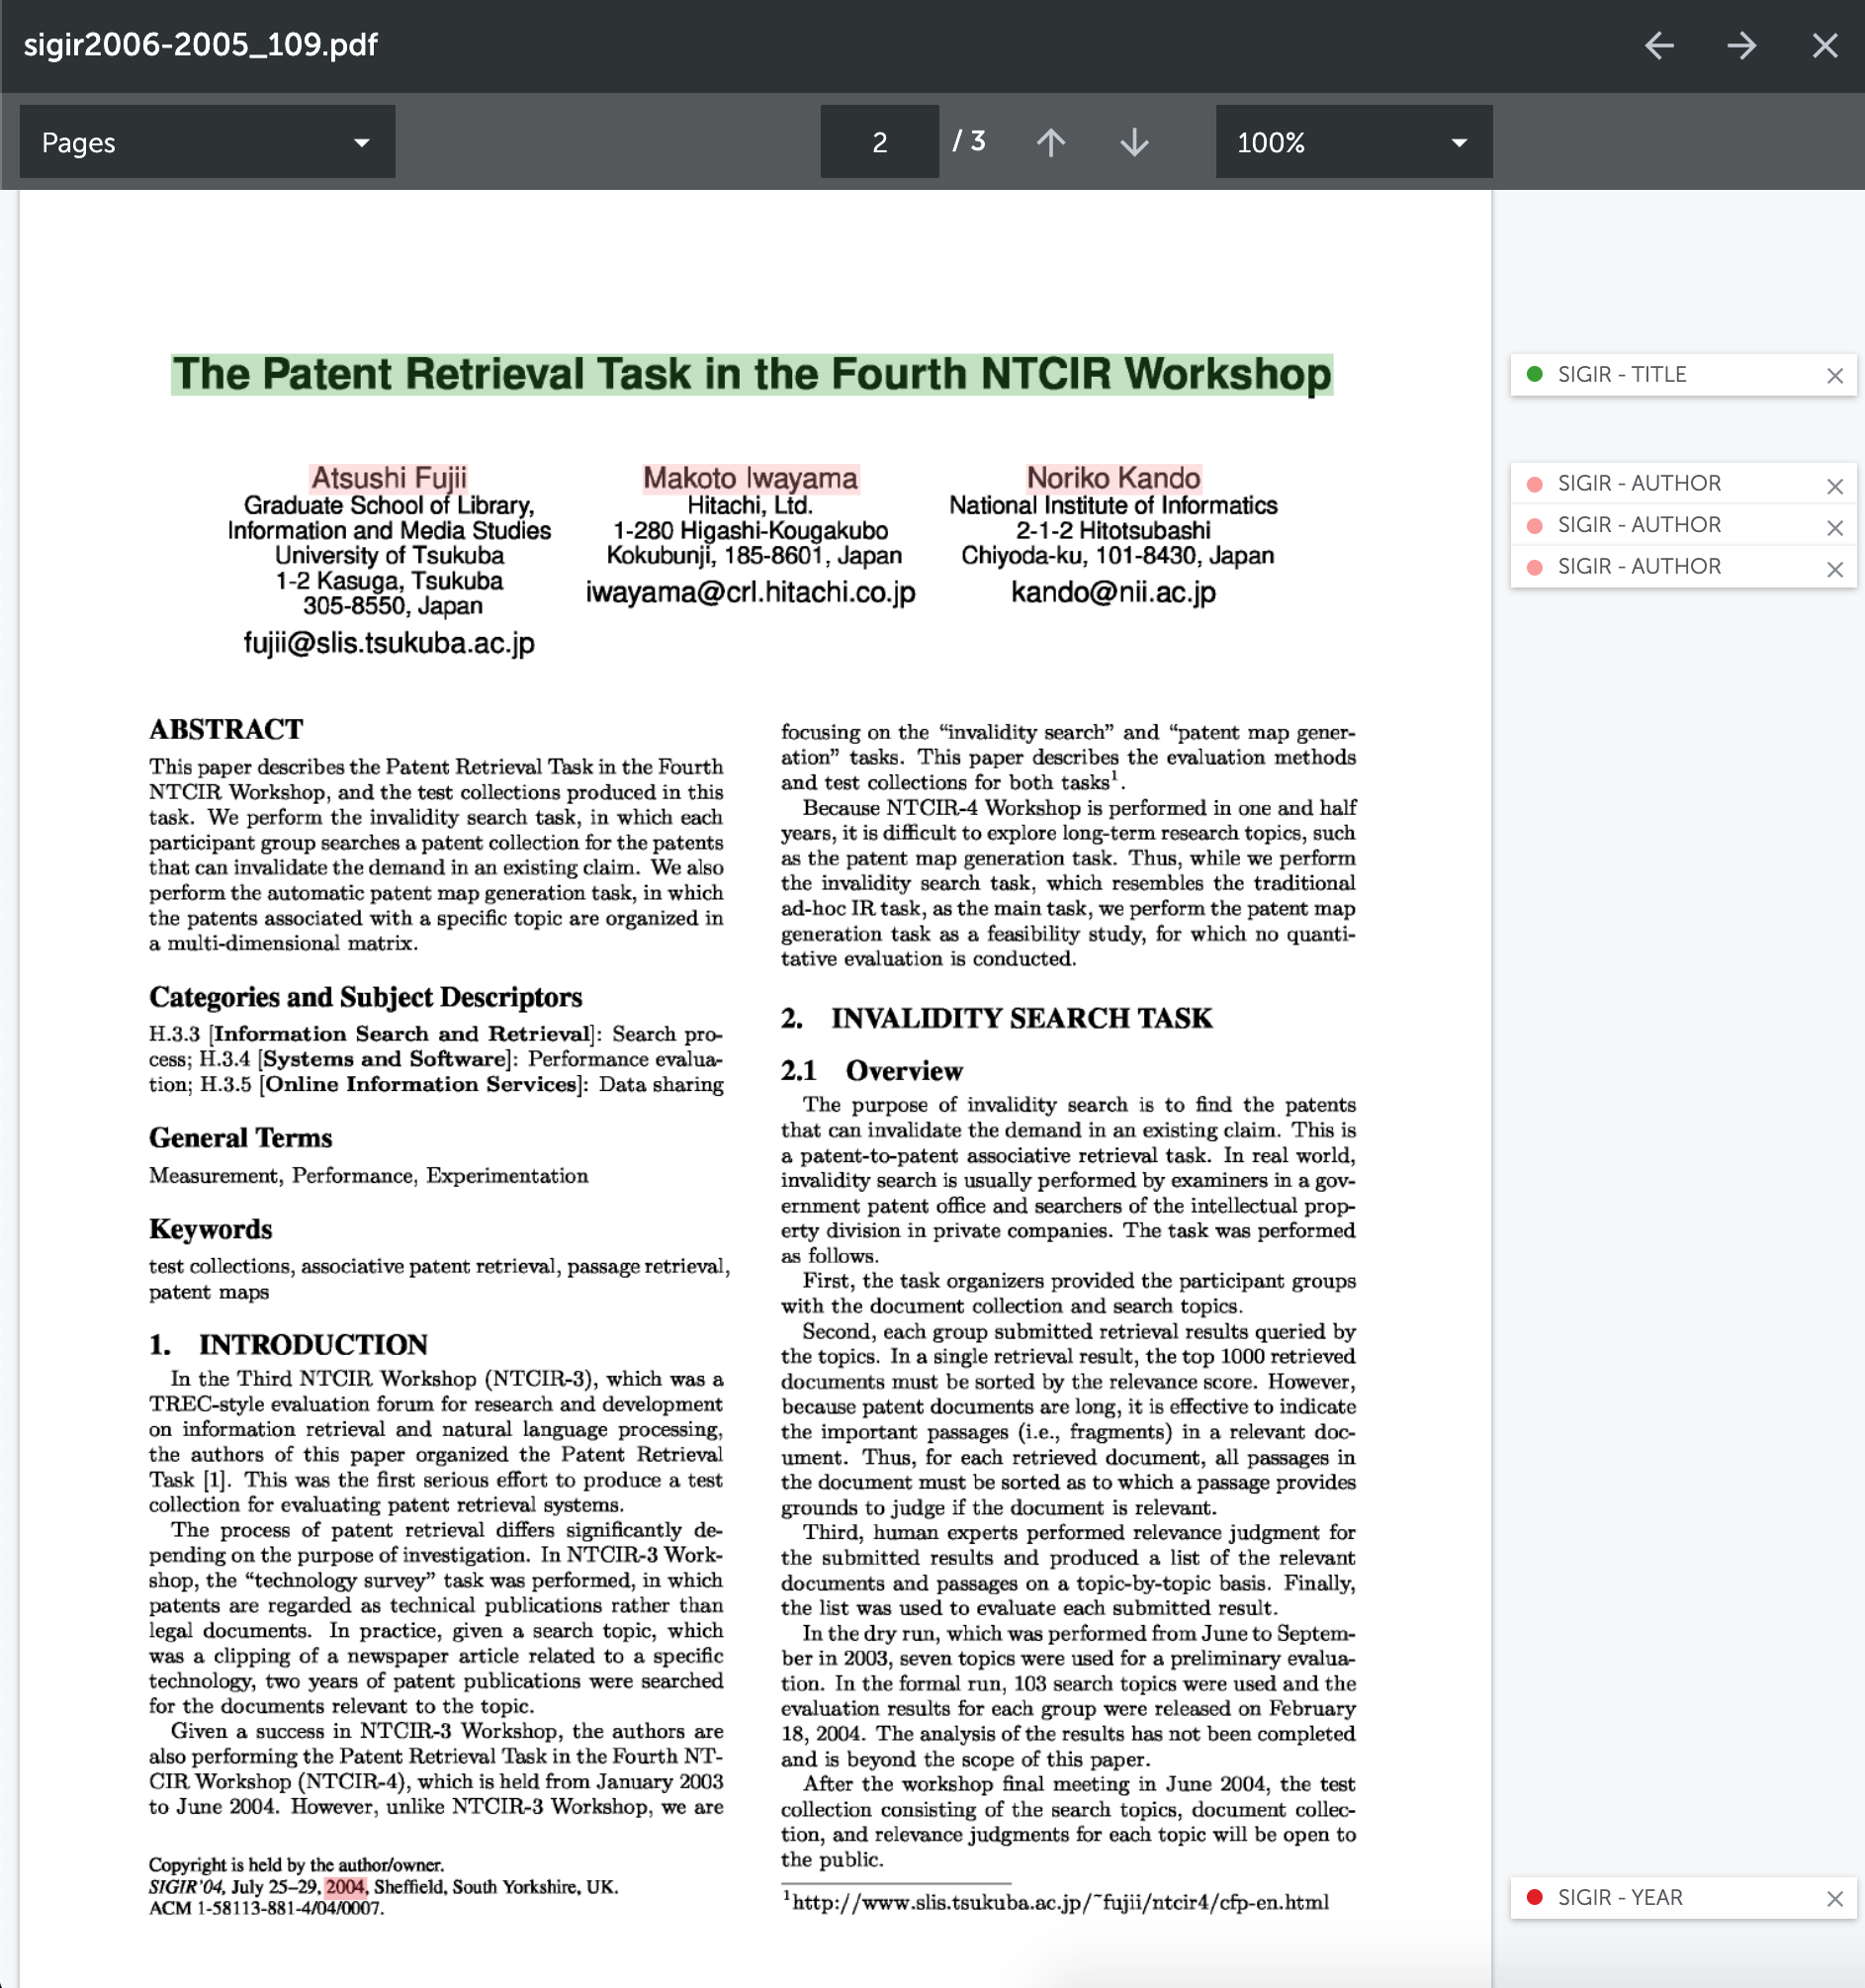 sigir2006-2005_109.pdf
Pages
2 / 3
100%
The Patent Retrieval Task in the Fourth NTCIR Workshop
SIGIR - TITLE
Atsushi Fujii
Graduate School of Library,
Information and Media Studies
University of Tsukuba
1-2 Kasuga, Tsukuba
305-8550, Japan
fujii@slis.tsukuba.ac.jp
Makoto Iwayama
Hitachi, Ltd.
1-280 Higashi-Kougakubo
Kokubunji, 185-8601, Japan
iwayama@crl.hitachi.co.jp
Noriko Kando
National Institute of Informatics
2-1-2 Hitotsubashi
Chiyoda-ku, 101-8430, Japan
kando@nii.ac.jp
SIGIR - AUTHOR
SIGIR - AUTHOR
SIGIR - AUTHOR
ABSTRACT
This paper describes the Patent Retrieval Task in the Fourth
NTCIR Workshop, and the test collections produced in this
task. We perform the invalidity search task, in which each
participant group searches a patent collection for the patents
that can invalidate the demand in an existing claim. We also
perform the automatic patent map generation task, in which
the patents associated with a specific topic are organized in
a multi-dimensional matrix.
Categories and Subject Descriptors
H.3.3 [Information Search and Retrieval]: Search pro-
cess; H.3.4 [Systems and Software]: Performance evalua-
tion; H.3.5 [Online Information Services]: Data sharing
General Terms
Measurement, Performance, Experimentation
Keywords
test collections, associative patent retrieval, passage retrieval,
patent maps
1. INTRODUCTION
In the Third NTCIR Workshop (NTCIR-3), which was a
TREC-style evaluation forum for research and development
on information retrieval and natural language processing,
the authors of this paper organized the Patent Retrieval
Task [1]. This was the first serious effort to produce a test
collection for evaluating patent retrieval systems.
The process of patent retrieval differs significantly de-
pending on the purpose of investigation. In NTCIR-3 Work-
shop, the “technology survey” task was performed, in which
patents are regarded as technical publications rather than
legal documents. In practice, given a search topic, which
was a clipping of a newspaper article related to a specific
technology, two years of patent publications were searched
for the documents relevant to the topic.
Given a success in NTCIR-3 Workshop, the authors are
also performing the Patent Retrieval Task in the Fourth NT-
CIR Workshop (NTCIR-4), which is held from January 2003
to June 2004. However, unlike NTCIR-3 Workshop, we are
Copyright is held by the author/owner.
SIGIR'04, July 25–29, 2004, Sheffield, South Yorkshire, UK.
ACM 1-58113-881-4/04/0007.
focusing on the “invalidity search” and “patent map gener-
ation” tasks. This paper describes the evaluation methods
and test collections for both tasks¹.
Because NTCIR-4 Workshop is performed in one and half
years, it is difficult to explore long-term research topics, such
as the patent map generation task. Thus, while we perform
the invalidity search task, which resembles the traditional
ad-hoc IR task, as the main task, we perform the patent map
generation task as a feasibility study, for which no quanti-
tative evaluation is conducted.
2. INVALIDITY SEARCH TASK
2.1 Overview
The purpose of invalidity search is to find the patents
that can invalidate the demand in an existing claim. This is
a patent-to-patent associative retrieval task. In real world,
invalidity search is usually performed by examiners in a gov-
ernment patent office and searchers of the intellectual prop-
erty division in private companies. The task was performed
as follows.
First, the task organizers provided the participant groups
with the document collection and search topics.
Second, each group submitted retrieval results queried by
the topics. In a single retrieval result, the top 1000 retrieved
documents must be sorted by the relevance score. However,
because patent documents are long, it is effective to indicate
the important passages (i.e., fragments) in a relevant doc-
ument. Thus, for each retrieved document, all passages in
the document must be sorted as to which a passage provides
grounds to judge if the document is relevant.
Third, human experts performed relevance judgment for
the submitted results and produced a list of the relevant
documents and passages on a topic-by-topic basis. Finally,
the list was used to evaluate each submitted result.
In the dry run, which was performed from June to Septem-
ber in 2003, seven topics were used for a preliminary evalua-
tion. In the formal run, 103 search topics were used and the
evaluation results for each group were released on February
18, 2004. The analysis of the results has not been completed
and is beyond the scope of this paper.
After the workshop final meeting in June 2004, the test
collection consisting of the search topics, document collec-
tion, and relevance judgments for each topic will be open to
the public.
¹http://www.slis.tsukuba.ac.jp/~fujii/ntcir4/cfp-en.html
SIGIR - YEAR